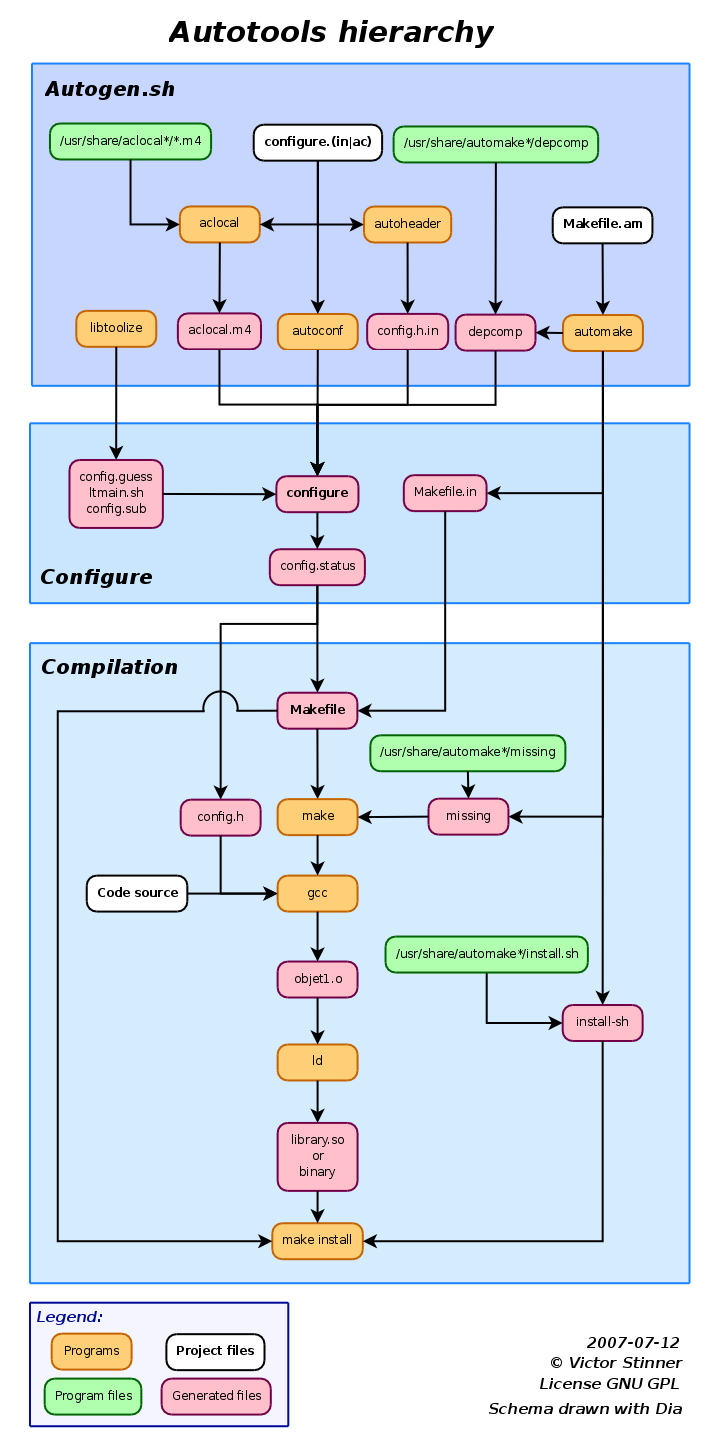 Autotools hierarchy
Autogen.sh
/usr/share/aclocal*/*.m4
configure.(in|ac)
/usr/share/automake*/depcomp
aclocal
autoheader
Makefile.am
libtoolize
aclocal.m4
autoconf
config.h.in
depcomp
automake
config.guess
ltmain.sh
config.sub
configure
Makefile.in
config.status
Configure
Compilation
Makefile
/usr/share/automake*/missing
config.h
make
missing
Code source
gcc
/usr/share/automake*/install.sh
objet1.o
install-sh
ld
library.so
or
binary
make install
Legend:
Programs
Project files
Program files
Generated files
2007-07-12
© Victor Stinner
License GNU GPL
Schema drawn with Dia